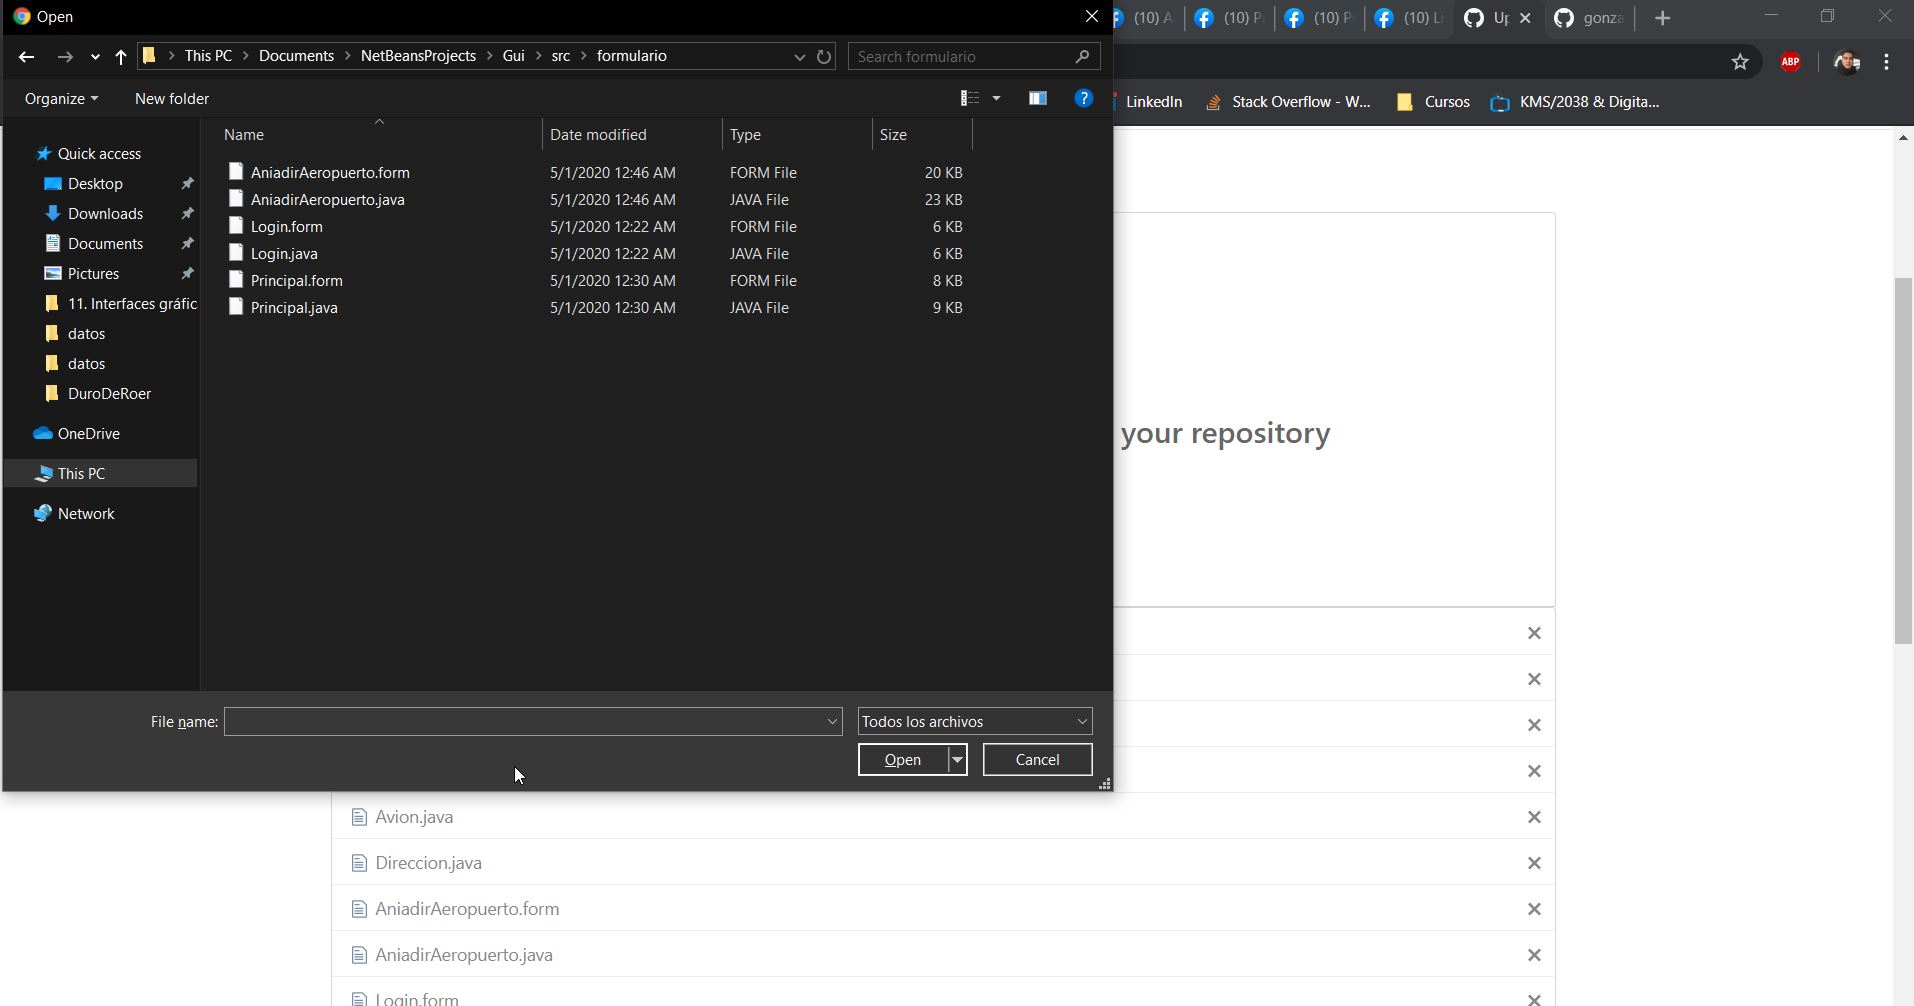 Open
This PC > Documents > NetBeansProjects > Gui > src > formulario
Search formulario
Organize
New folder
Name
Date modified
Type
Size
AniadirAeropuerto.form 5/1/2020 12:46 AM FORM File 20 KB
AniadirAeropuerto.java 5/1/2020 12:46 AM JAVA File 23 KB
Login.form 5/1/2020 12:22 AM FORM File 6 KB
Login.java 5/1/2020 12:22 AM JAVA File 6 KB
Principal.form 5/1/2020 12:30 AM FORM File 8 KB
Principal.java 5/1/2020 12:30 AM JAVA File 9 KB
Quick access
Desktop
Downloads
Documents
Pictures
11. Interfaces gráfic
datos
datos
DuroDeRoer
OneDrive
This PC
Network
File name:
Todos los archivos
Open
Cancel
(10) A
(10) P
(10) P
(10) Li
Up
gonza
ABP
LinkedIn
Stack Overflow - W...
Cursos
KMS/2038 & Digita...
your repository
Avion.java
Direccion.java
AniadirAeropuerto.form
AniadirAeropuerto.java
Login.form